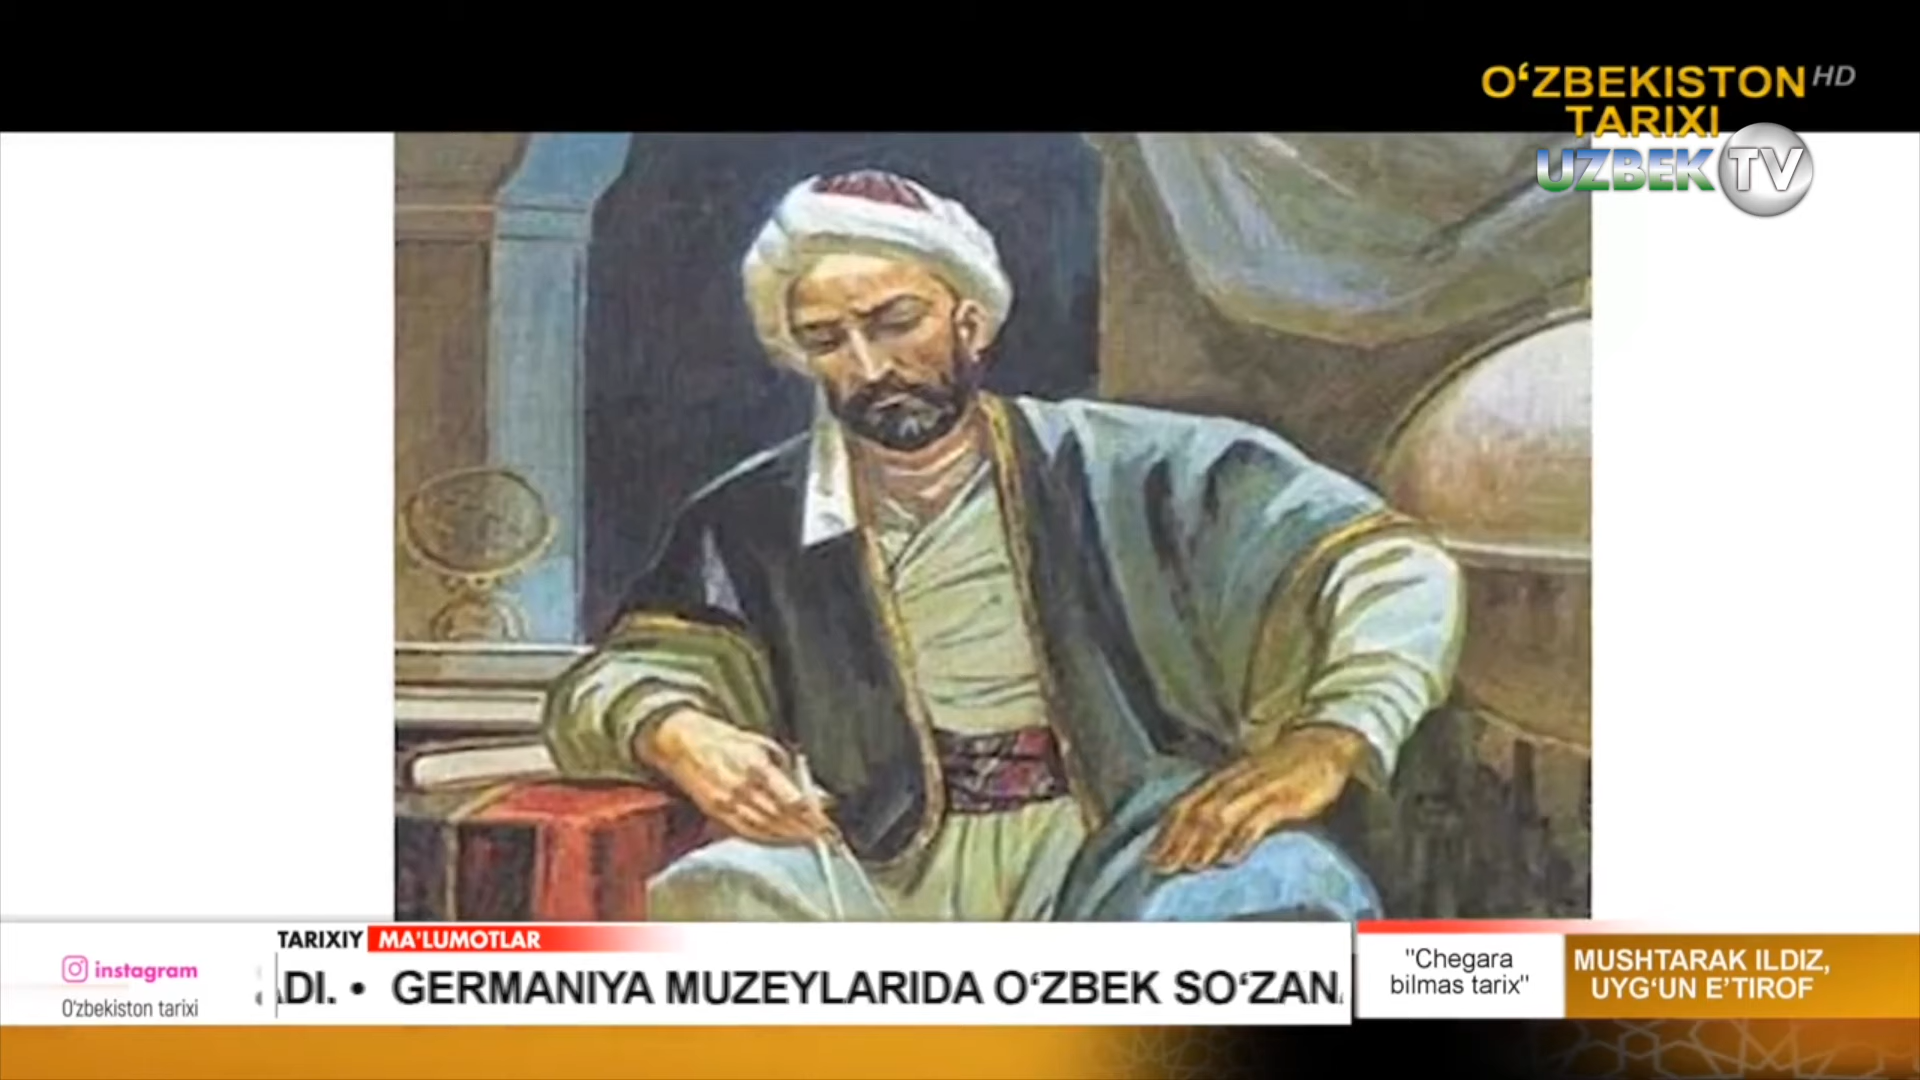 O‘ZBEKISTON HD
TARIXI
UZBEK TV
TARIXIY MA'LUMOTLAR
instagram
O'zbekiston tarixi
DI. • GERMANIYA MUZEYLARIDA O‘ZBEK SO‘ZAN
"Chegara
bilmas tarix"
MUSHTARAK ILDIZ,
UYG‘UN E’TIROF